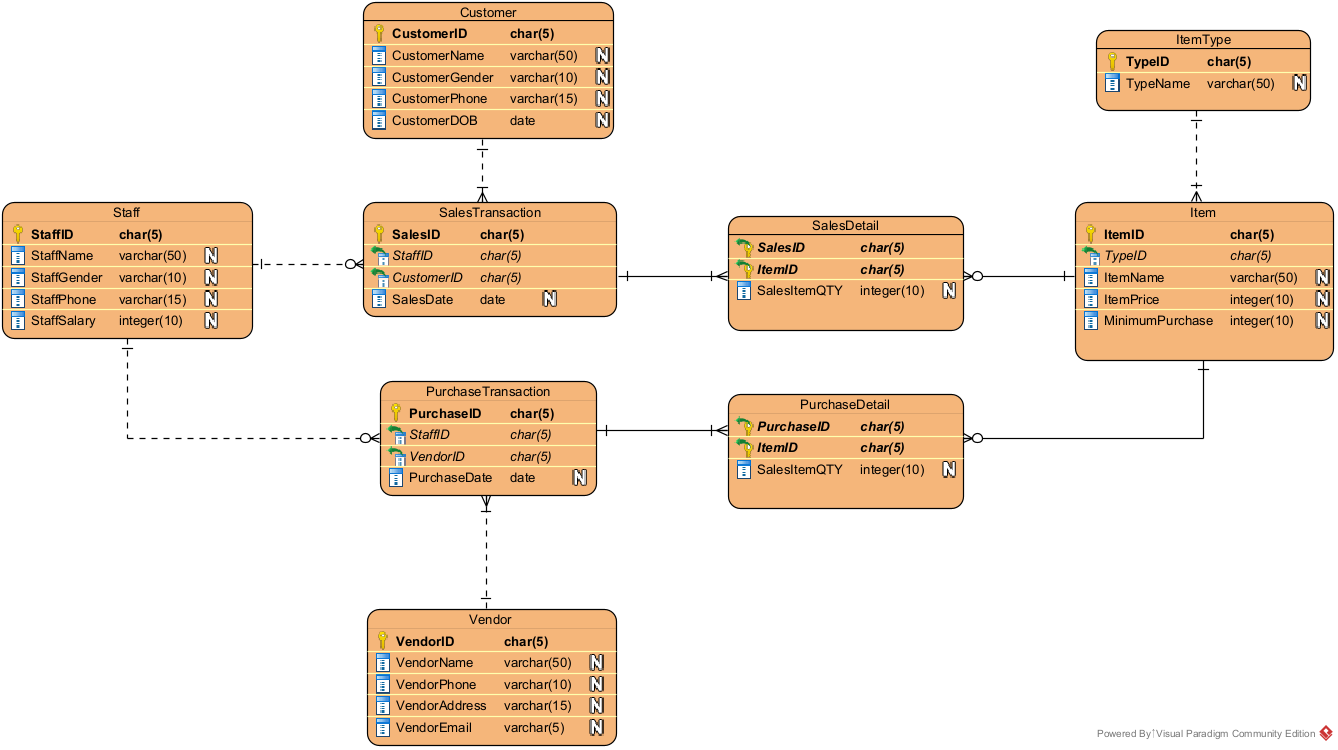 Customer
CustomerID char(5)
CustomerName varchar(50) N
CustomerGender varchar(10) N
CustomerPhone varchar(15) N
CustomerDOB date N
ItemType
TypeID char(5)
TypeName varchar(50) N
Staff
StaffID char(5)
StaffName varchar(50) N
StaffGender varchar(10) N
StaffPhone varchar(15) N
StaffSalary integer(10) N
SalesTransaction
SalesID char(5)
StaffID char(5)
CustomerID char(5)
SalesDate date N
SalesDetail
SalesID char(5)
ItemID char(5)
SalesItemQTY integer(10) N
Item
ItemID char(5)
TypeID char(5)
ItemName varchar(50) N
ItemPrice integer(10) N
MinimumPurchase integer(10) N
PurchaseTransaction
PurchaseID char(5)
StaffID char(5)
VendorID char(5)
PurchaseDate date N
PurchaseDetail
PurchaseID char(5)
ItemID char(5)
SalesItemQTY integer(10) N
Vendor
VendorID char(5)
VendorName varchar(50) N
VendorPhone varchar(10) N
VendorAddress varchar(15) N
VendorEmail varchar(5) N
Powered By Visual Paradigm Community Edition